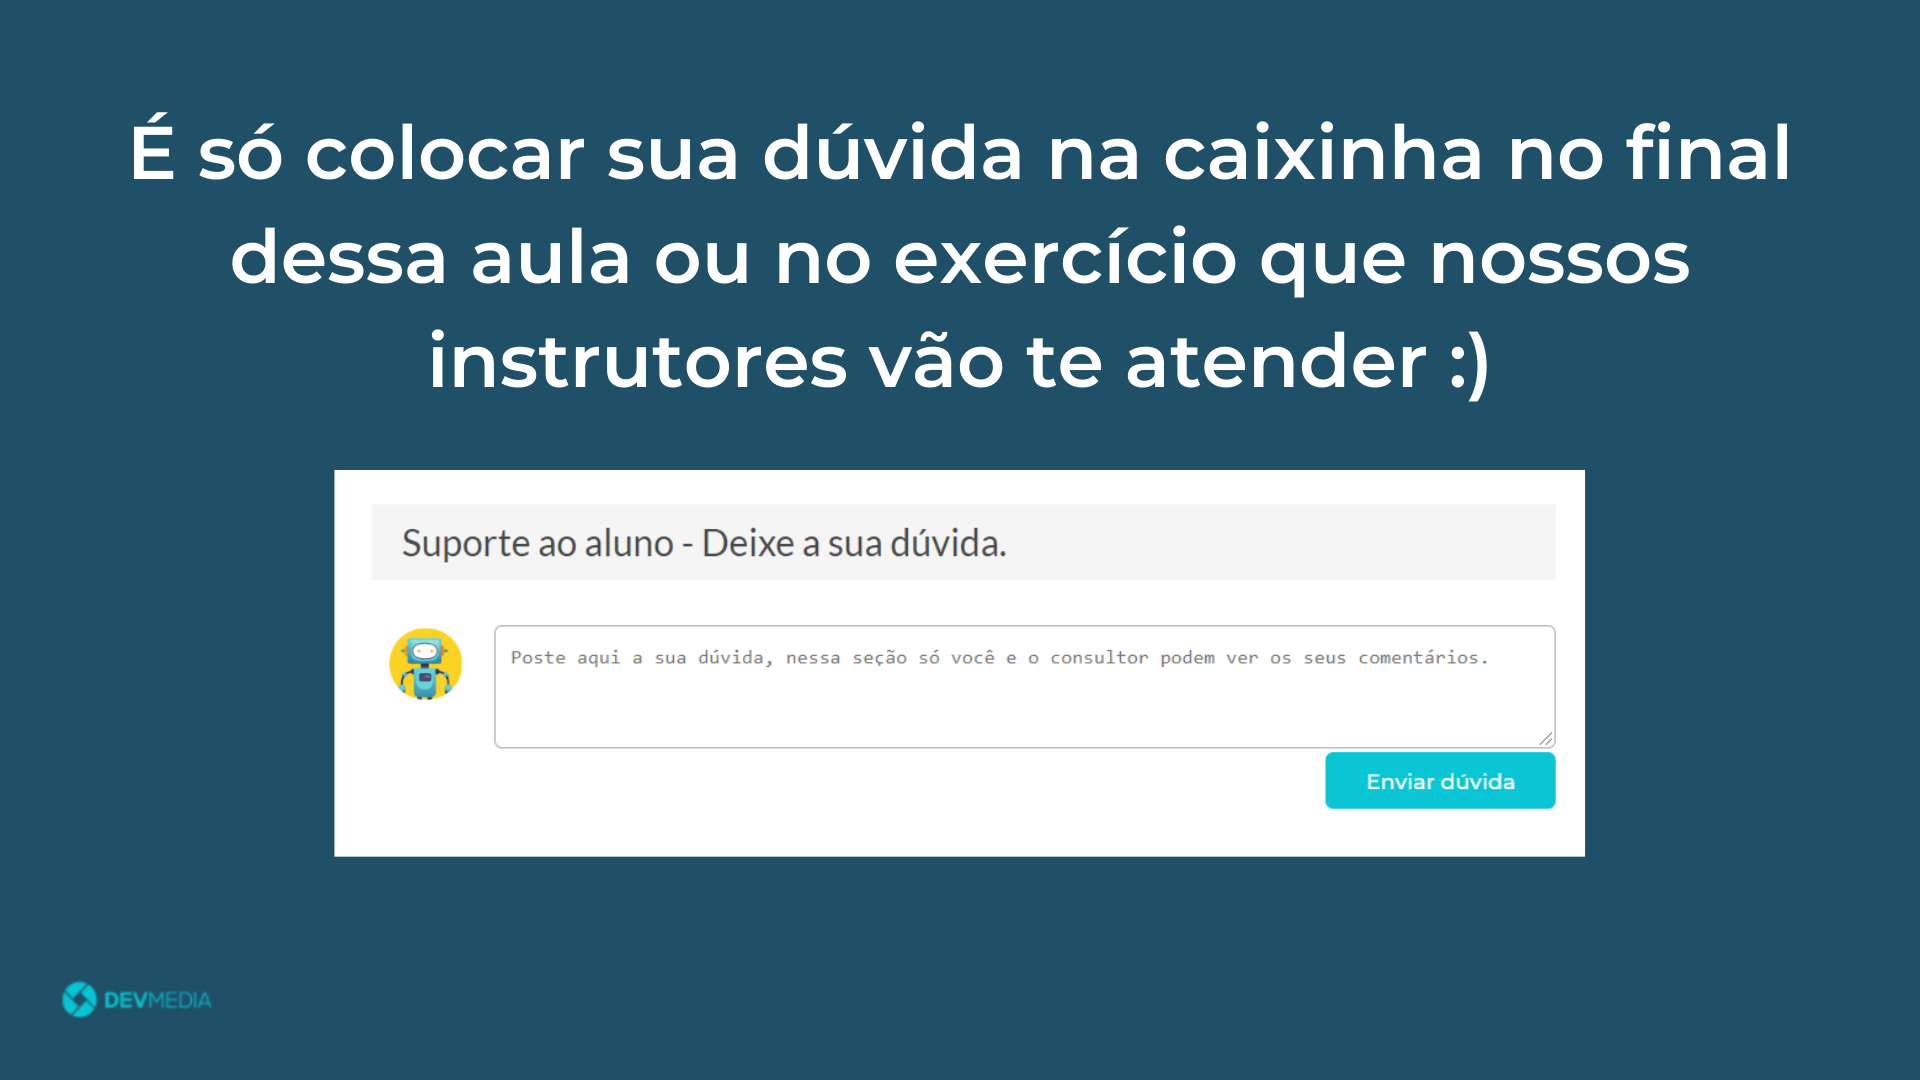 É só colocar sua dúvida na caixinha no final
dessa aula ou no exercício que nossos
instrutores vão te atender :)
Suporte ao aluno - Deixe a sua dúvida.
Poste aqui a sua dúvida, nessa seção só você e o consultor podem ver os seus comentários.
Enviar dúvida
DEVMEDIA